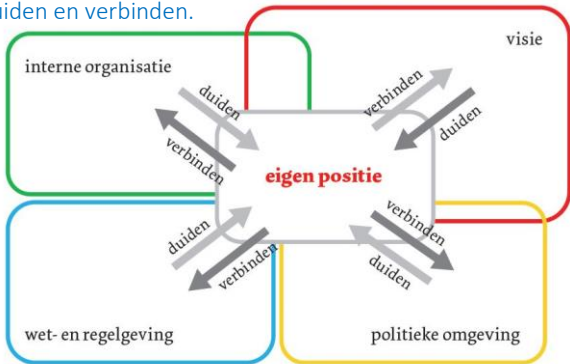 uiden en verbinden.
visie
interne organisatie
duiden
verbinden
verbinden
duiden
eigen positie
duiden
verbinden
verbinden
duiden
wet- en regelgeving
politieke omgeving